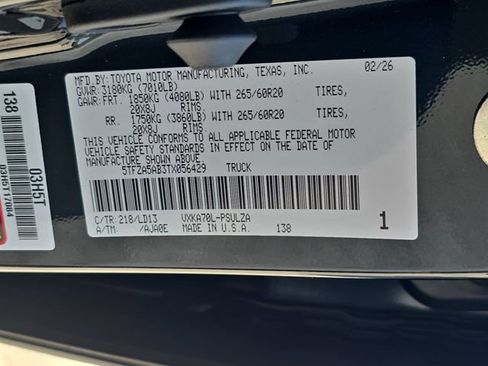 MFD.BY:TOYOTA MOTOR MANUFACTURING, TEXAS, INC. 02/26
GVWR:3180KG (7010LB)
GAWR:FRT. 1850KG (4080LB) WITH 265/60R20 TIRES,
20X8J RIMS.
RR. 1750KG (3860LB) WITH 265/60R20 TIRES,
20X8J RIMS.
THIS VEHICLE CONFORMS TO ALL APPLICABLE FEDERAL MOTOR
VEHICLE SAFETY STANDARDS IN EFFECT ON THE DATE OF
MANUFACTURE SHOWN ABOVE.
5TFZA5AB3TX056429 TRUCK
C/TR:218/LD13 VXKA70L-PSULZA
A/TM: /AJA0E MADE IN U.S.A. 138 1
138
03H5T
03H5T17004